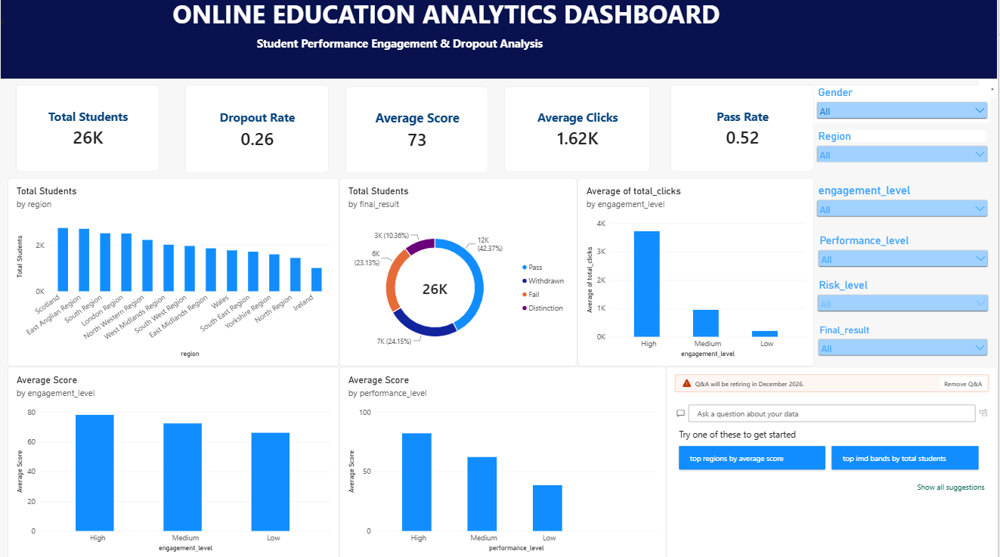 ONLINE EDUCATION ANALYTICS DASHBOARD
Student Performance Engagement & Dropout Analysis
Total Students
26K
Dropout Rate
0.26
Average Score
73
Average Clicks
1.62K
Pass Rate
0.52
Gender
All
Region
All
engagement_level
All
Performance_level
All
Risk_level
All
Final_result
All
Total Students
by region
Total Students
2K
0K
Scotland
East Anglian Region
South Region
London Region
North Western Region
West Midlands Region
South West Region
East Midlands Region
Wales
South East Region
Yorkshire Region
North Region
Ireland
region
Total Students
by final_result
3K (10.36%)
12K
(42.37%)
6K
(23.13%)
26K
7K (24.15%)
Pass
Withdrawn
Fail
Distinction
Average of total_clicks
by engagement_level
Average of total_clicks
4K
3K
2K
1K
0K
High
Medium
Low
engagement_level
Average Score
by engagement_level
Average Score
80
60
40
20
0
High
Medium
Low
engagement_level
Average Score
by performance_level
Average Score
100
50
0
High
Medium
Low
performance_level
Q&A will be retiring in December 2026.
Remove Q&A
Ask a question about your data
Try one of these to get started
top regions by average score
top imd bands by total students
Show all suggestions